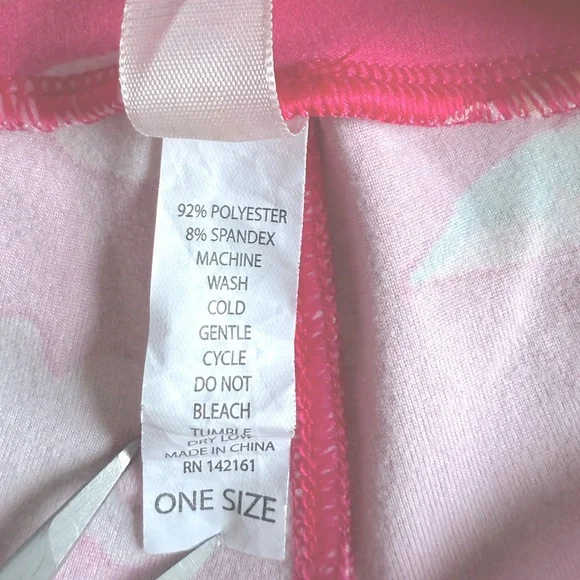 92% POLYESTER
8% SPANDEX
MACHINE
WASH
COLD
GENTLE
CYCLE
DO NOT
BLEACH
TUMBLE
DRY LOW
MADE IN CHINA
RN 142161
ONE SIZE